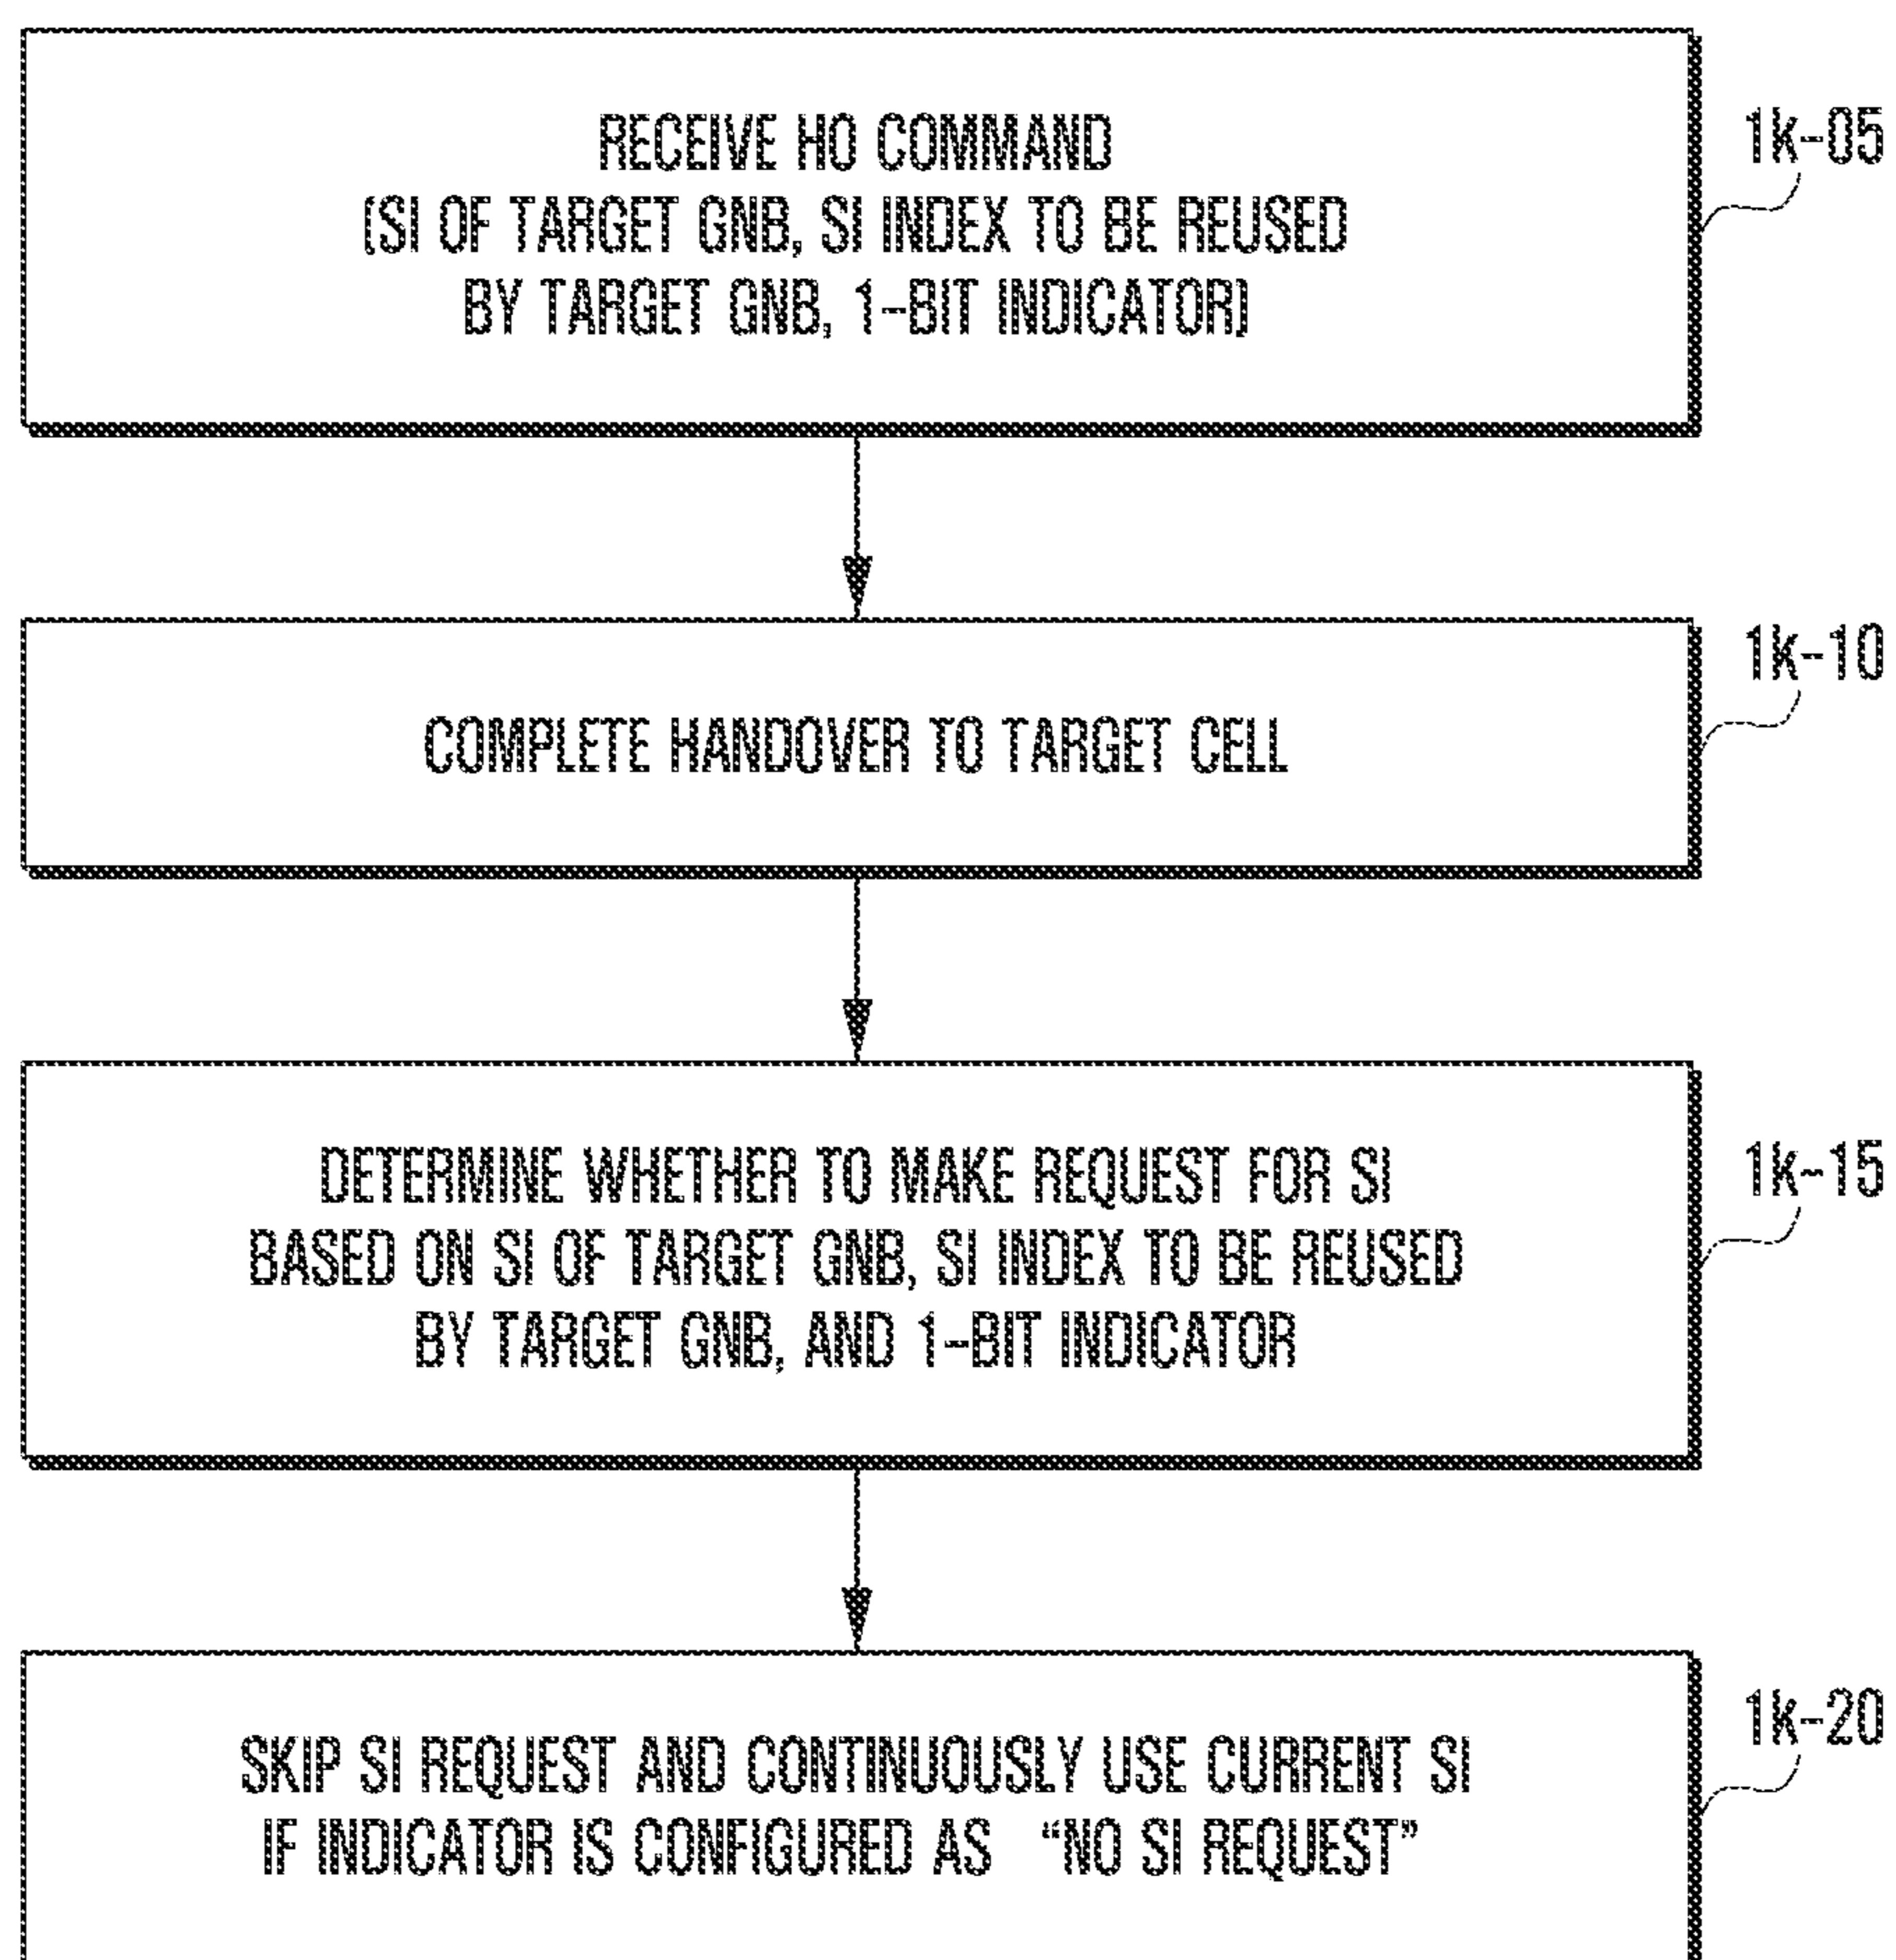 RECEIVE HO COMMAND
(SI OF TARGET GNB, SI INDEX TO BE REUSED
BY TARGET GNB, 1-BIT INDICATOR)
1k-05
COMPLETE HANDOVER TO TARGET CELL
1k-10
DETERMINE WHETHER TO MAKE REQUEST FOR SI
BASED ON SI OF TARGET GNB, SI INDEX TO BE REUSED
BY TARGET GNB, AND 1-BIT INDICATOR
1k-15
SKIP SI REQUEST AND CONTINUOUSLY USE CURRENT SI
IF INDICATOR IS CONFIGURED AS “NO SI REQUEST”
1k-20